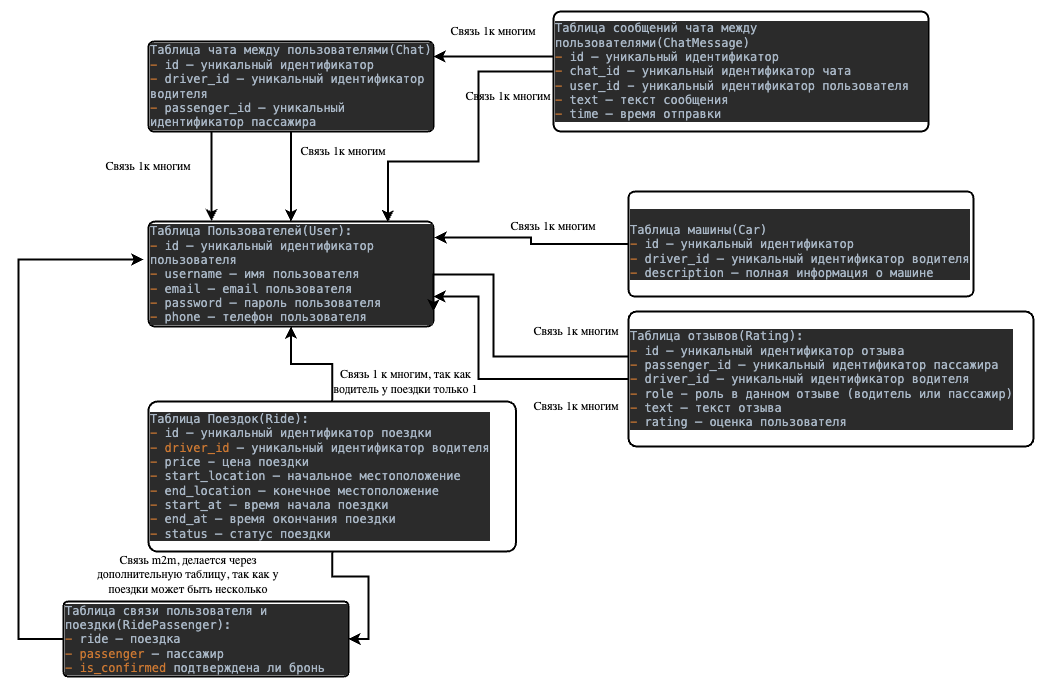 Таблица чата между пользователями(Chat)
– id – уникальный идентификатор
– driver_id – уникальный идентификатор
водителя
– passenger_id – уникальный
идентификатор пассажира
Связь 1к многим
Таблица сообщений чата между
пользователями(ChatMessage)
– id – уникальный идентификатор
– chat_id – уникальный идентификатор чата
– user_id – уникальный идентификатор пользователя
– text – текст сообщения
– time – время отправки
Связь 1к многим
Связь 1к многим
Связь 1к многим
Таблица Пользователей(User):
– id – уникальный идентификатор
пользователя
– username – имя пользователя
– email – email пользователя
– password – пароль пользователя
– phone – телефон пользователя
Связь 1к многим
Таблица машины(Car)
– id – уникальный идентификатор
– driver_id – уникальный идентификатор водителя
– description – полная информация о машине
Связь 1к многим
Таблица отзывов(Rating):
– id – уникальный идентификатор отзыва
– passenger_id – уникальный идентификатор пассажира
– driver_id – уникальный идентификатор водителя
– role – роль в данном отзыве (водитель или пассажир)
– text – текст отзыва
– rating – оценка пользователя
Связь 1к многим
Связь 1 к многим, так как
водитель у поездки только 1
Таблица Поездок(Ride):
– id – уникальный идентификатор поездки
– driver_id – уникальный идентификатор водителя
– price – цена поездки
– start_location – начальное местоположение
– end_location – конечное местоположение
– start_at – время начала поездки
– end_at – время окончания поездки
– status – статус поездки
Связь m2m, делается через
дополнительную таблицу, так как у
поездки может быть несколько
Таблица связи пользователя и
поездки(RidePassenger):
– ride – поездка
– passenger – пассажир
– is_confirmed подтверждена ли бронь